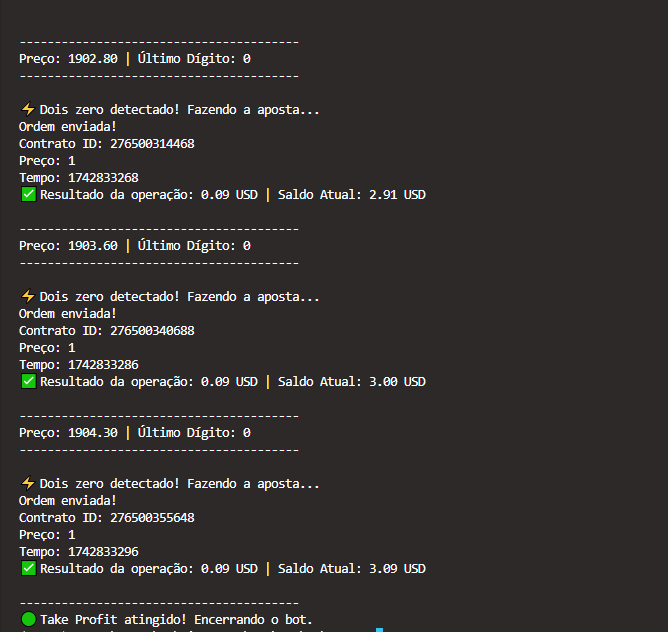 ----------------------------------------
Preço: 1902.80 | Último Dígito: 0
----------------------------------------
⚡ Dois zero detectado! Fazendo a aposta...
Ordem enviada!
Contrato ID: 276500314468
Preço: 1
Tempo: 1742833268
✅ Resultado da operação: 0.09 USD | Saldo Atual: 2.91 USD
----------------------------------------
Preço: 1903.60 | Último Dígito: 0
----------------------------------------
⚡ Dois zero detectado! Fazendo a aposta...
Ordem enviada!
Contrato ID: 276500340688
Preço: 1
Tempo: 1742833286
✅ Resultado da operação: 0.09 USD | Saldo Atual: 3.00 USD
----------------------------------------
Preço: 1904.30 | Último Dígito: 0
----------------------------------------
⚡ Dois zero detectado! Fazendo a aposta...
Ordem enviada!
Contrato ID: 276500355648
Preço: 1
Tempo: 1742833296
✅ Resultado da operação: 0.09 USD | Saldo Atual: 3.09 USD
----------------------------------------
🟢 Take Profit atingido! Encerrando o bot.